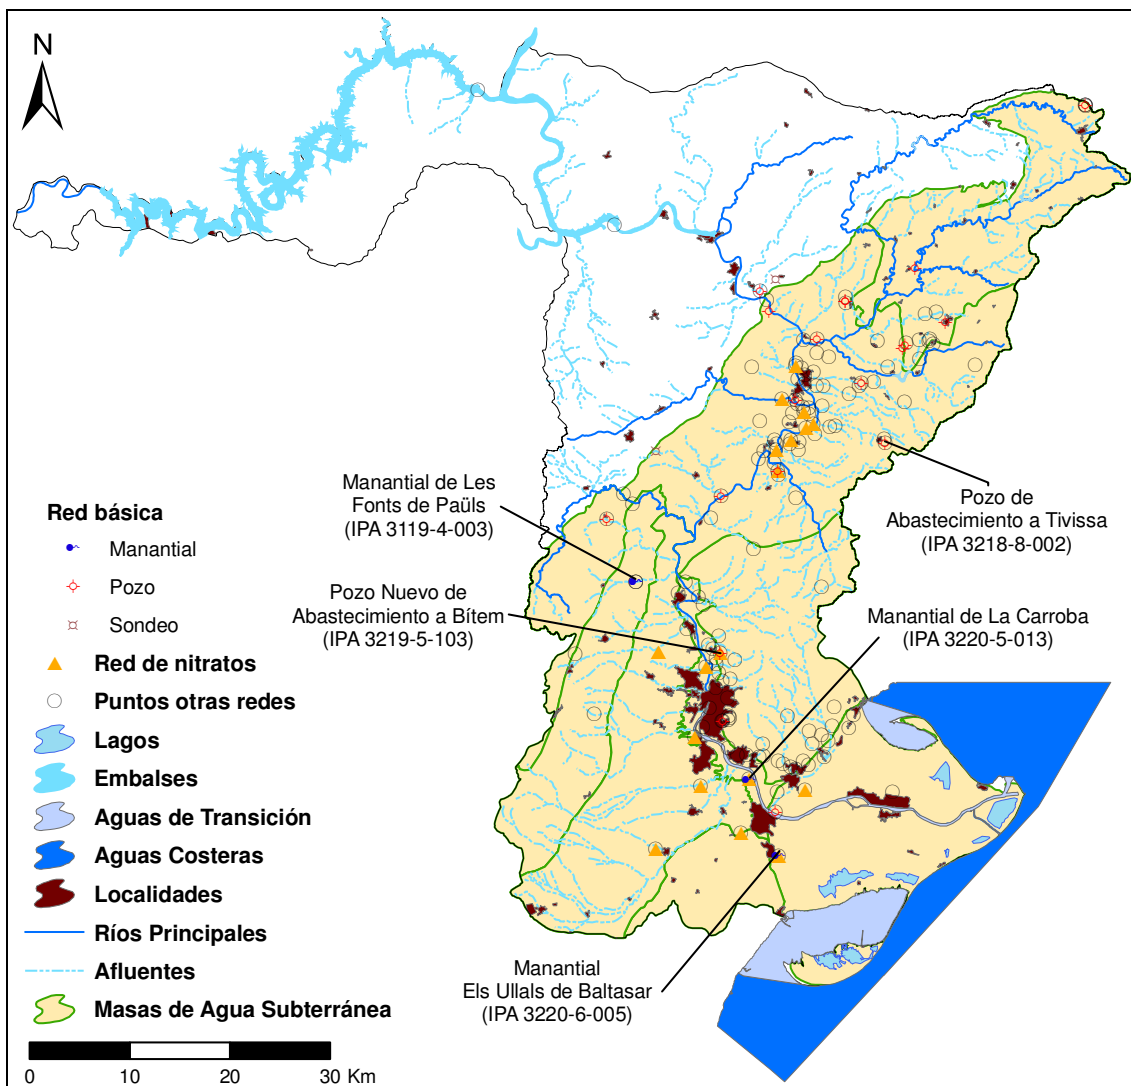 N
Manantial de Les
Fonts de Paüls
(IPA 3119-4-003)
Pozo de
Abastecimiento a Tivissa
(IPA 3218-8-002)
Pozo Nuevo de
Abastecimiento a Bítem
(IPA 3219-5-103)
Manantial de La Carroba
(IPA 3220-5-013)
Manantial
Els Ullals de Baltasar
(IPA 3220-6-005)
Red básica
Manantial
Pozo
Sondeo
Red de nitratos
Puntos otras redes
Lagos
Embalses
Aguas de Transición
Aguas Costeras
Localidades
Ríos Principales
Afluentes
Masas de Agua Subterránea
0 10 20 30 Km